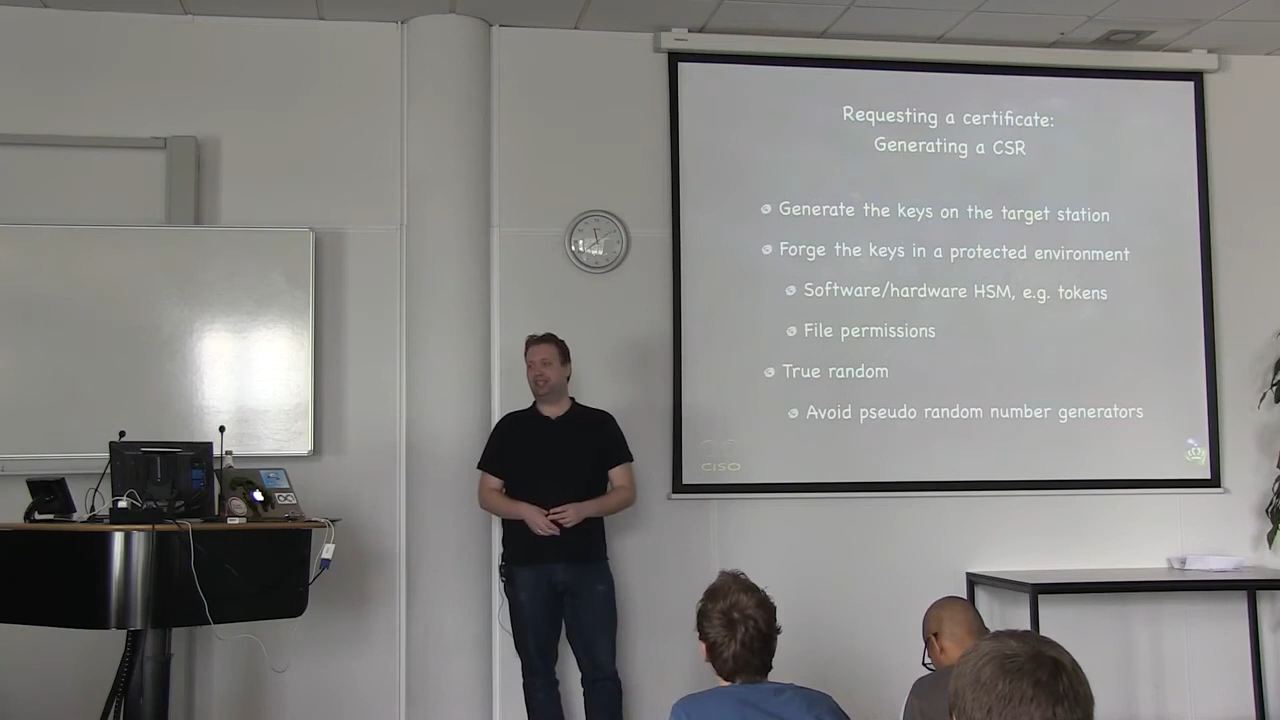 Requesting a certificate:
Generating a CSR
Generate the keys on the target station
Forge the keys in a protected environment
Software/hardware HSM, e.g. tokens
File permissions
True random
Avoid pseudo random number generators
CISO